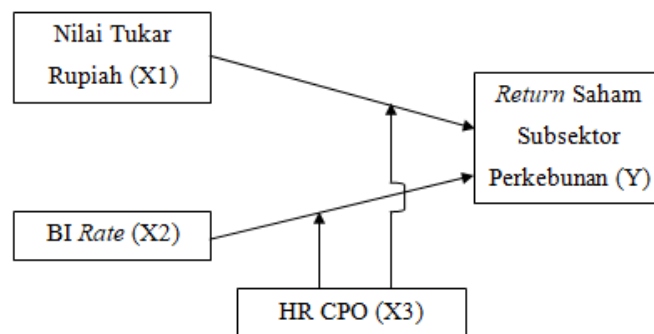 Nilai Tukar
Rupiah (X1)
Return Saham
Subsektor
Perkebunan (Y)
BI Rate (X2)
HR CPO (X3)